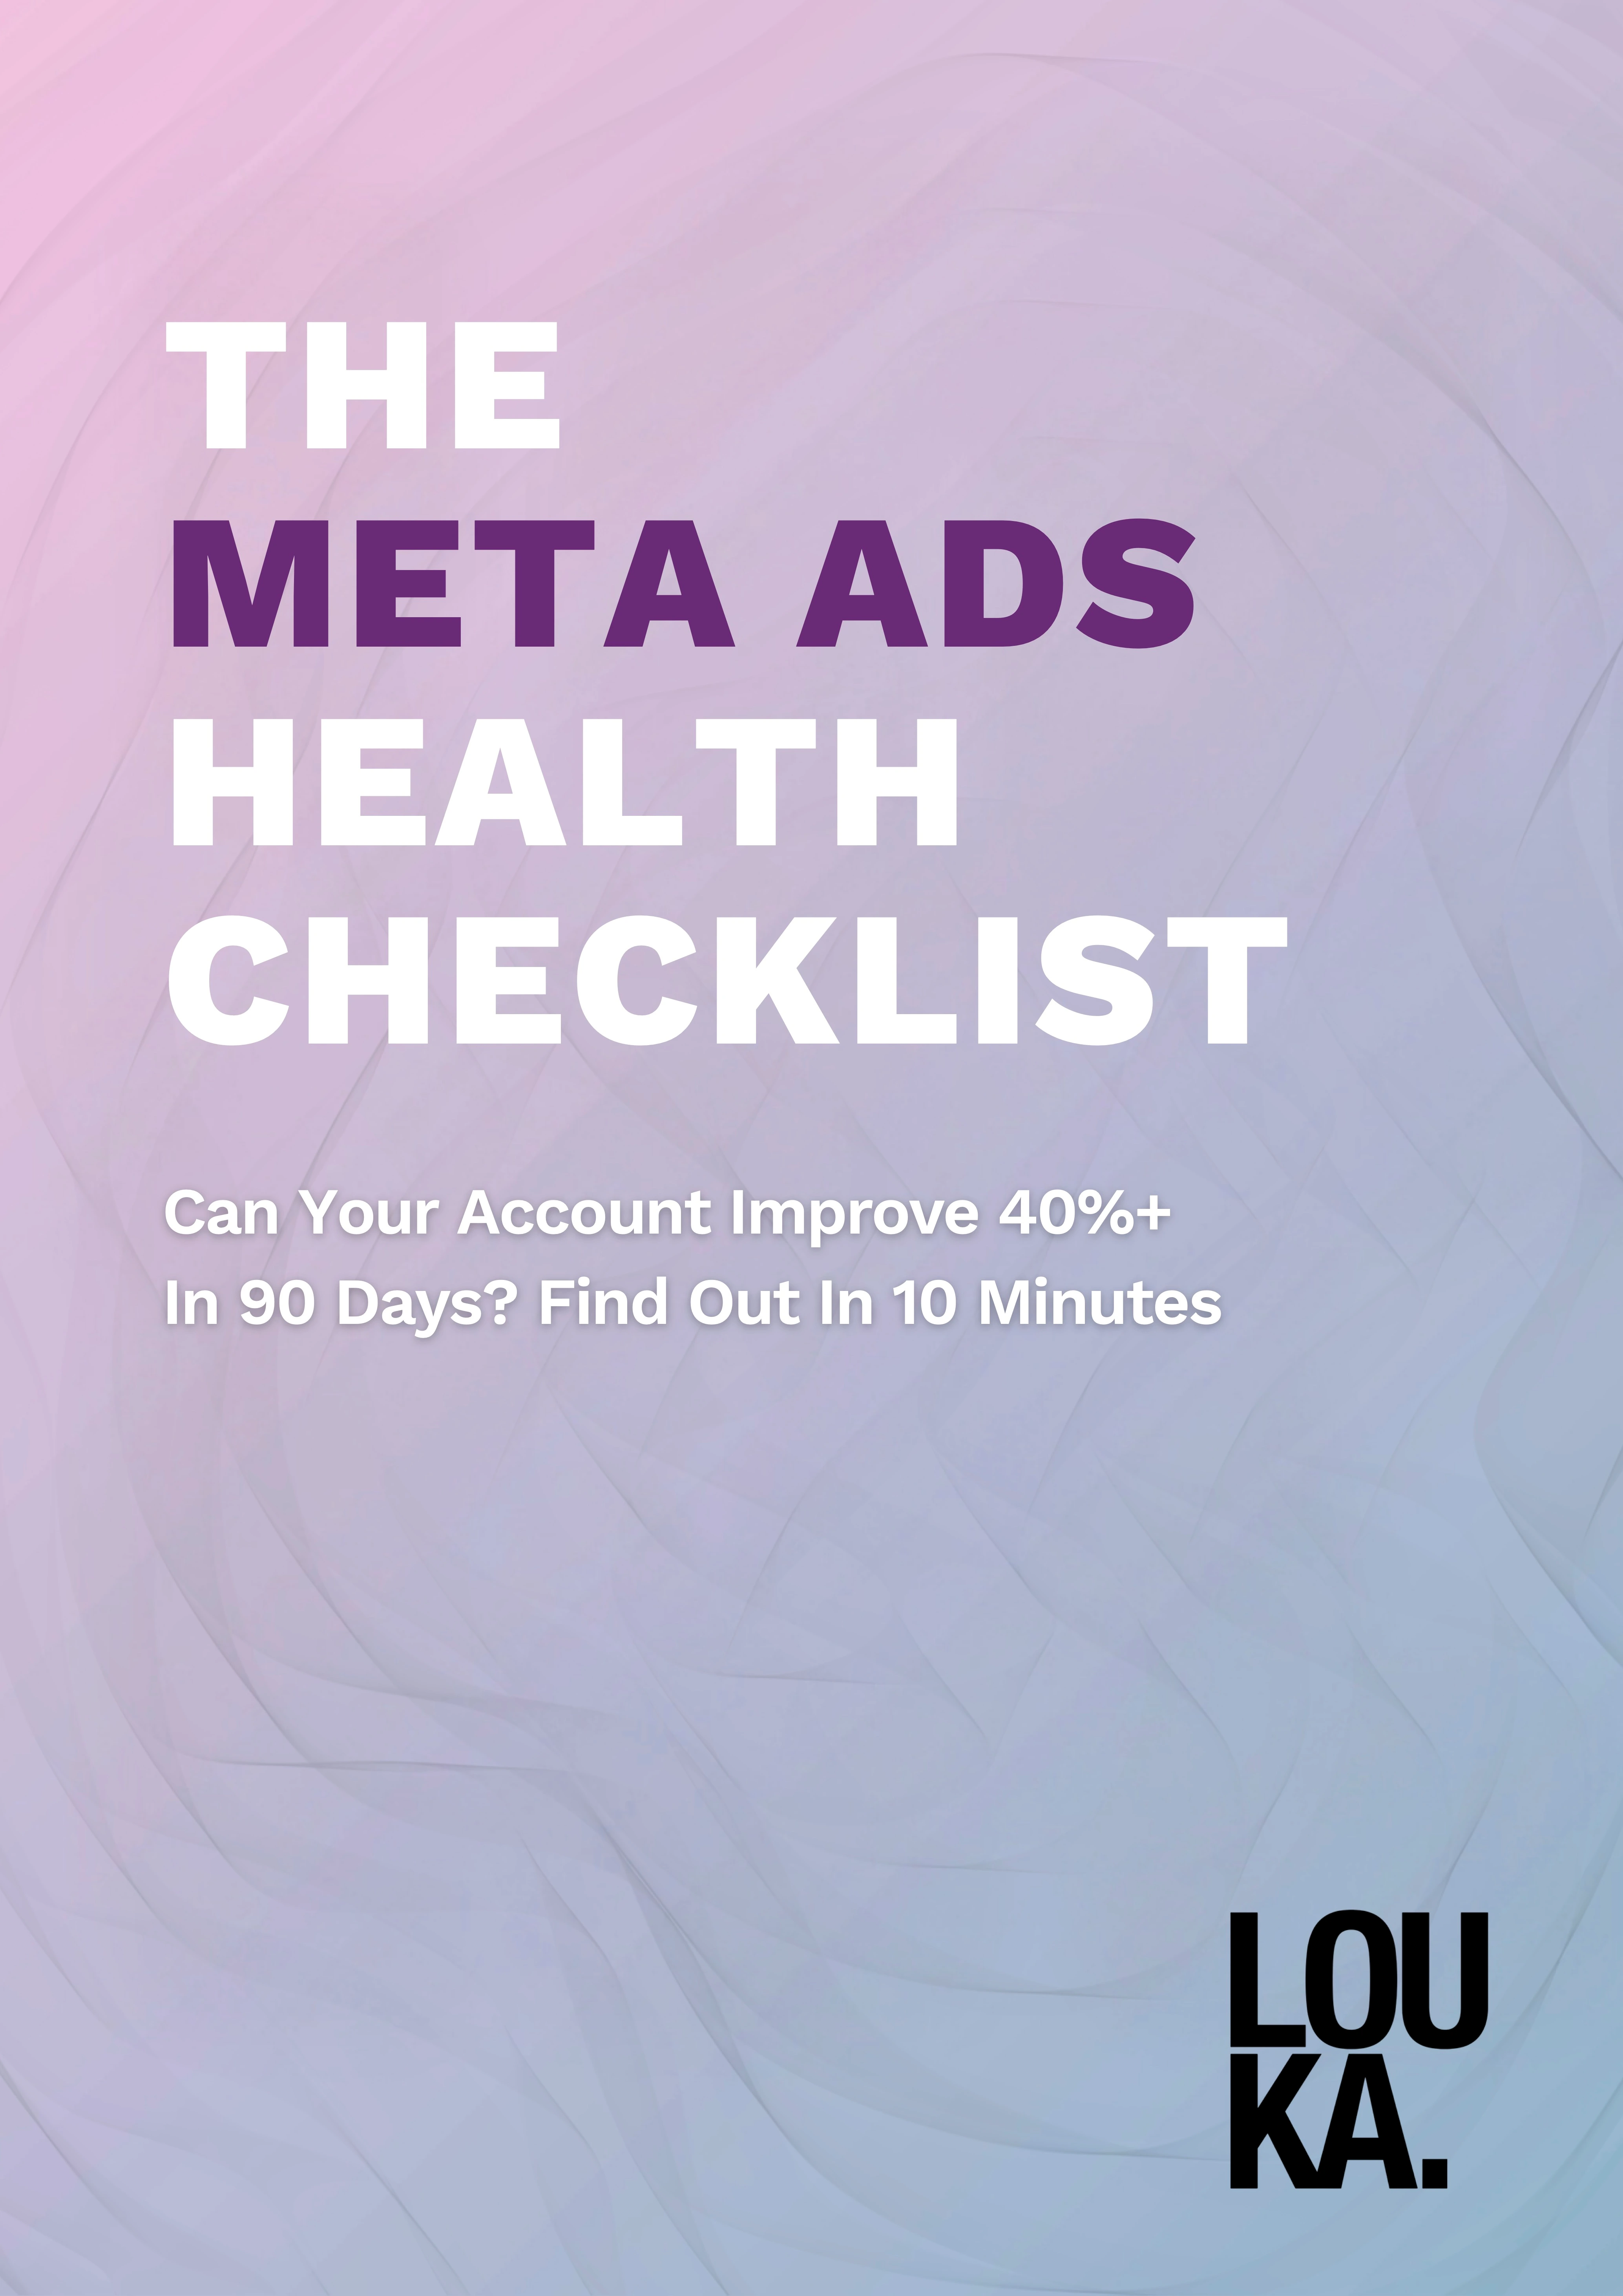 THE
META ADS
HEALTH
CHECKLIST
Can Your Account Improve 40%+
In 90 Days? Find Out In 10 Minutes
LOU
KA.